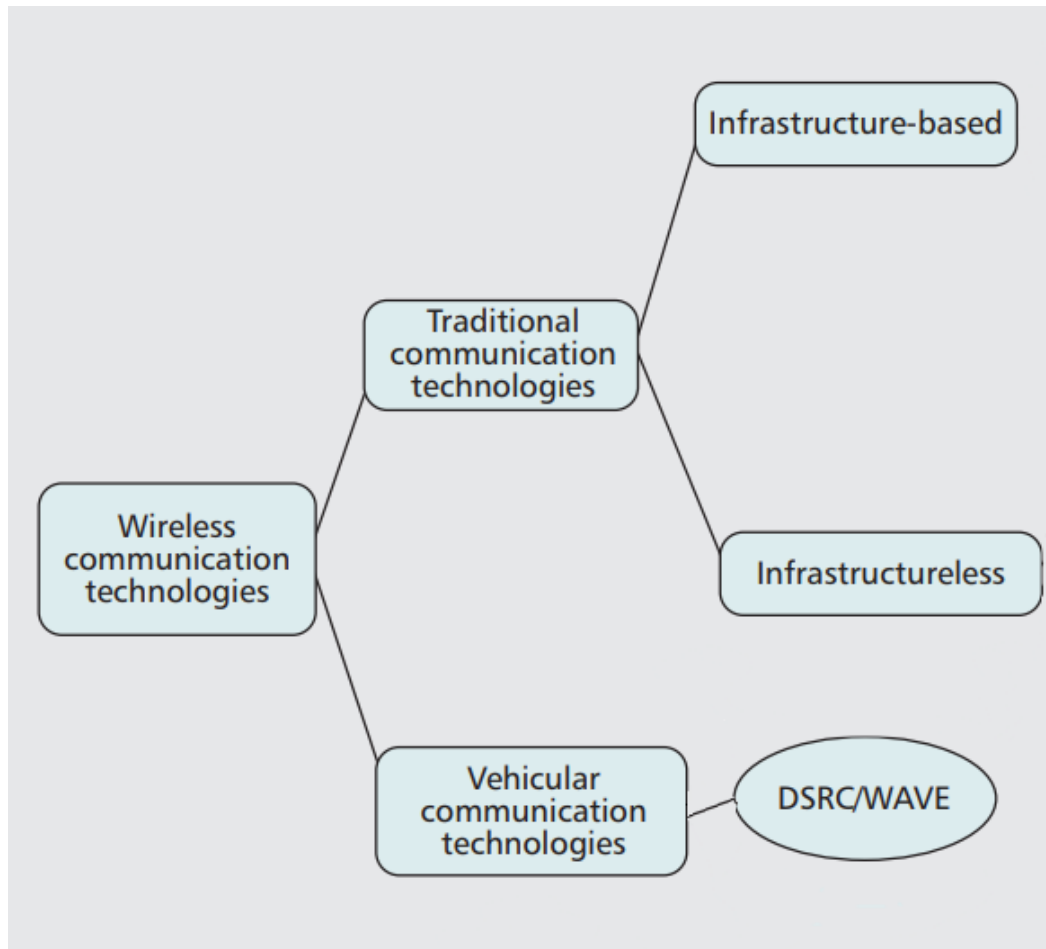 Infrastructure-based
Traditional
communication
technologies
Wireless
communication
technologies
Infrastructureless
Vehicular
communication
technologies
DSRC/WAVE